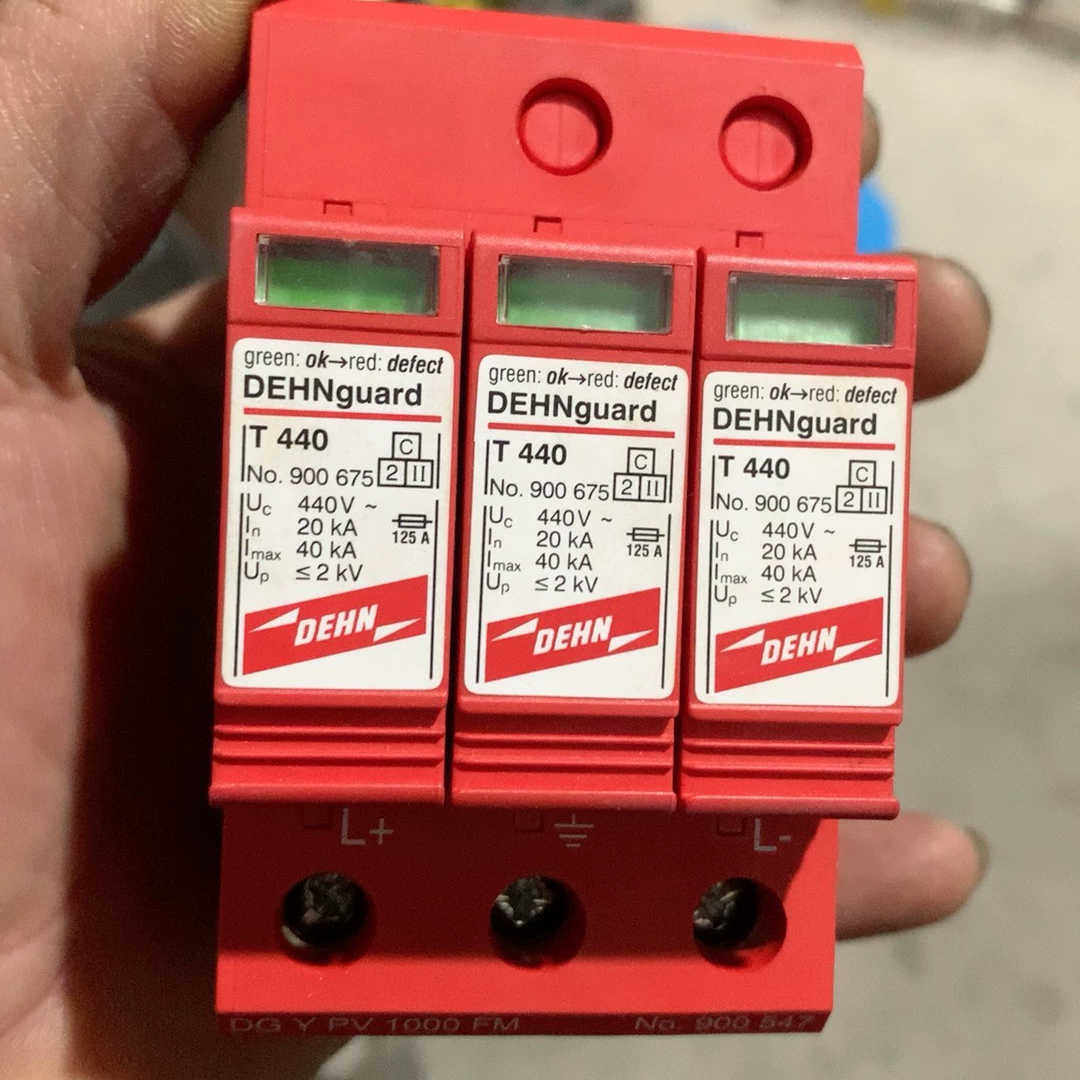 green: ok→red: defect
DEHNguard
T 440
C
No. 900 675 2 II
Uc 440V ~
In 20 kA
125 A
Imax 40 kA
Up ≤ 2 kV
DEHN
green: ok→red: defect
DEHNguard
T 440
C
No. 900 675 2 II
Uc 440V ~
In 20 kA
125 A
Imax 40 kA
Up ≤ 2 kV
DEHN
green: ok→red: defect
DEHNguard
T 440
C
No. 900 675 2 II
Uc 440V ~
In 20 kA
125 A
Imax 40 kA
Up ≤ 2 kV
DEHN
L+ L-
DG Y PV 1000 FM No. 900 547